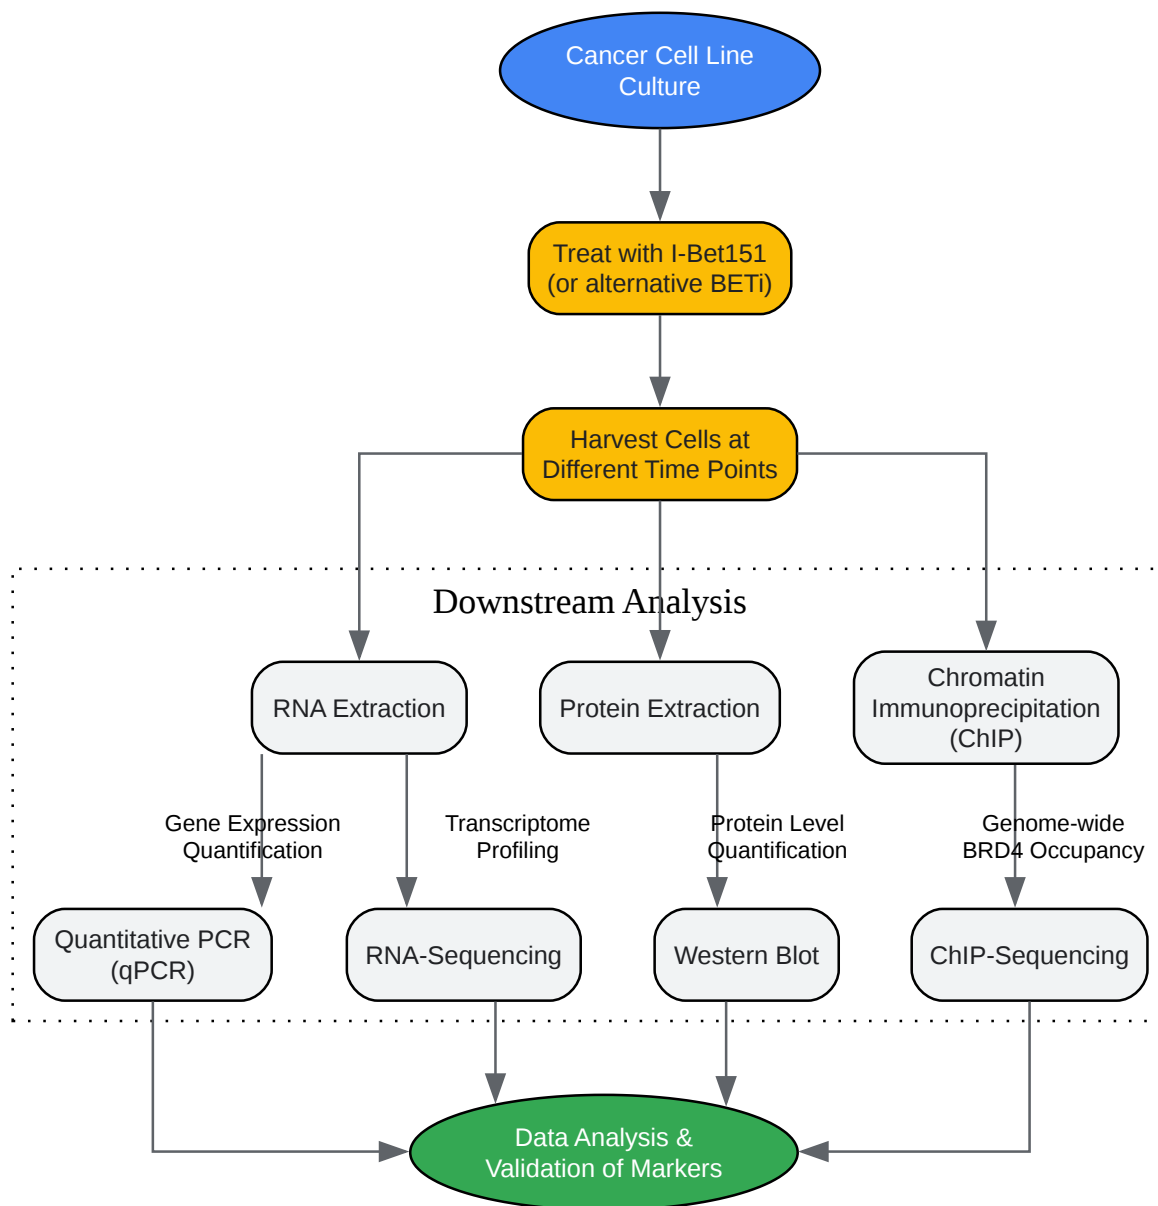 Cancer Cell Line
Culture
Treat with I-Bet151
(or alternative BETi)
Harvest Cells at
Different Time Points
Downstream Analysis
RNA Extraction
Protein Extraction
Chromatin
Immunoprecipitation
(ChIP)
Gene Expression
Quantification
Transcriptome
Profiling
Protein Level
Quantification
Genome-wide
BRD4 Occupancy
Quantitative PCR
(qPCR)
RNA-Sequencing
Western Blot
ChIP-Sequencing
Data Analysis &
Validation of Markers